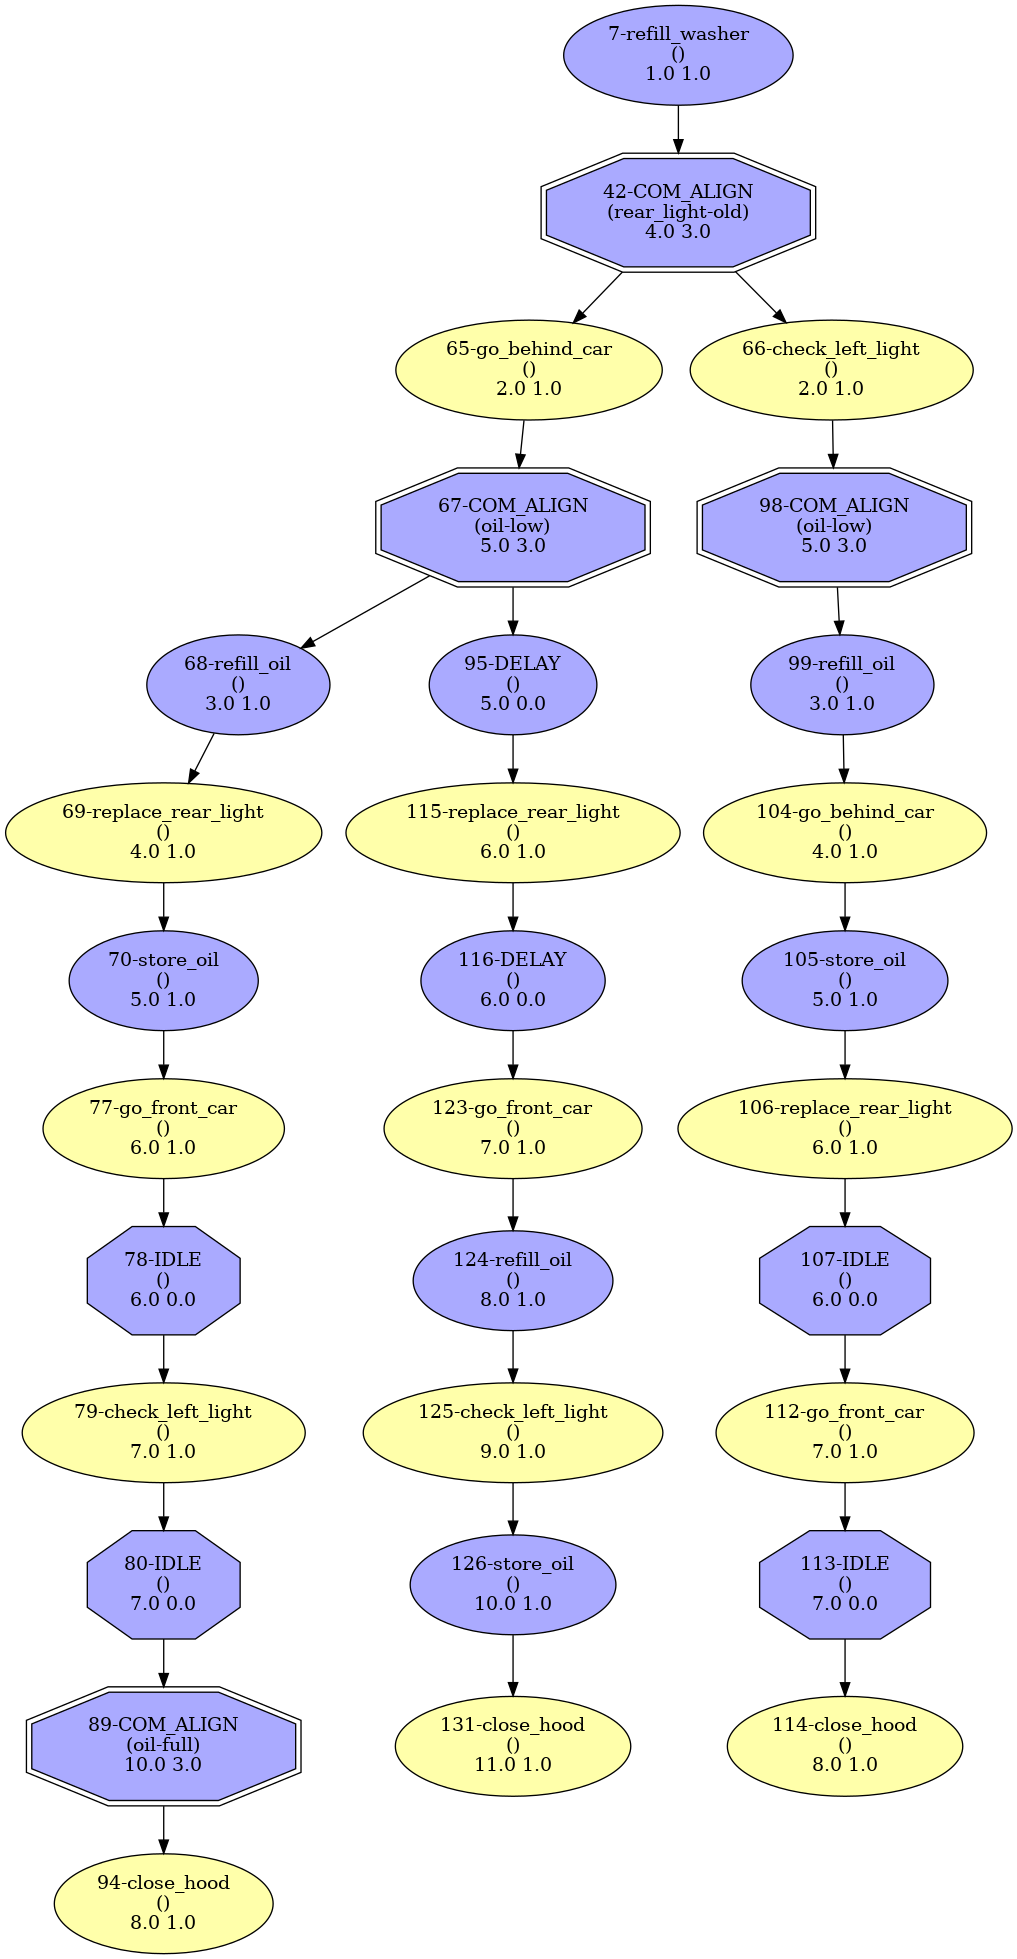 7-refill_washer
()
1.0 1.0
42-COM_ALIGN
(rear_light-old)
4.0 3.0
65-go_behind_car
()
2.0 1.0
66-check_left_light
()
2.0 1.0
67-COM_ALIGN
(oil-low)
5.0 3.0
98-COM_ALIGN
(oil-low)
5.0 3.0
68-refill_oil
()
3.0 1.0
95-DELAY
()
5.0 0.0
99-refill_oil
()
3.0 1.0
69-replace_rear_light
()
4.0 1.0
115-replace_rear_light
()
6.0 1.0
104-go_behind_car
()
4.0 1.0
70-store_oil
()
5.0 1.0
116-DELAY
()
6.0 0.0
105-store_oil
()
5.0 1.0
77-go_front_car
()
6.0 1.0
123-go_front_car
()
7.0 1.0
106-replace_rear_light
()
6.0 1.0
78-IDLE
()
6.0 0.0
124-refill_oil
()
8.0 1.0
107-IDLE
()
6.0 0.0
79-check_left_light
()
7.0 1.0
125-check_left_light
()
9.0 1.0
112-go_front_car
()
7.0 1.0
80-IDLE
()
7.0 0.0
126-store_oil
()
10.0 1.0
113-IDLE
()
7.0 0.0
89-COM_ALIGN
(oil-full)
10.0 3.0
131-close_hood
()
11.0 1.0
114-close_hood
()
8.0 1.0
94-close_hood
()
8.0 1.0